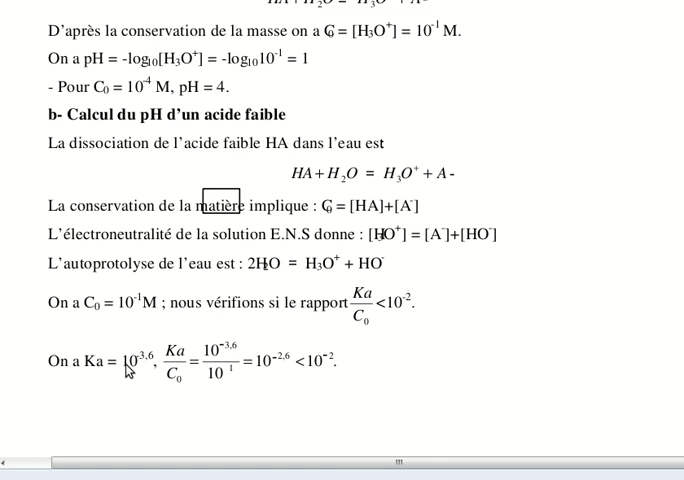 HA + H2O = H3O+ + A-
D'après la conservation de la masse on a C0 = [H3O+] = 10-1 M.
On a pH = -log10[H3O+] = -log1010-1 = 1
- Pour C0 = 10-4 M, pH = 4.
b- Calcul du pH d'un acide faible
La dissociation de l'acide faible HA dans l'eau est
HA + H2O = H3O+ + A -
La conservation de la matière implique : C0 = [HA]+[A-]
L'électroneutralité de la solution E.N.S donne : [H3O+] = [A-]+[HO-]
L'autoprotolyse de l'eau est : 2H2O = H3O+ + HO-
On a C0 = 10-1M ; nous vérifions si le rapport Ka/C0 <10-2.
On a Ka = 10-3,6, Ka/C0 = 10-3,6/10-1 = 10-2,6 <10-2.